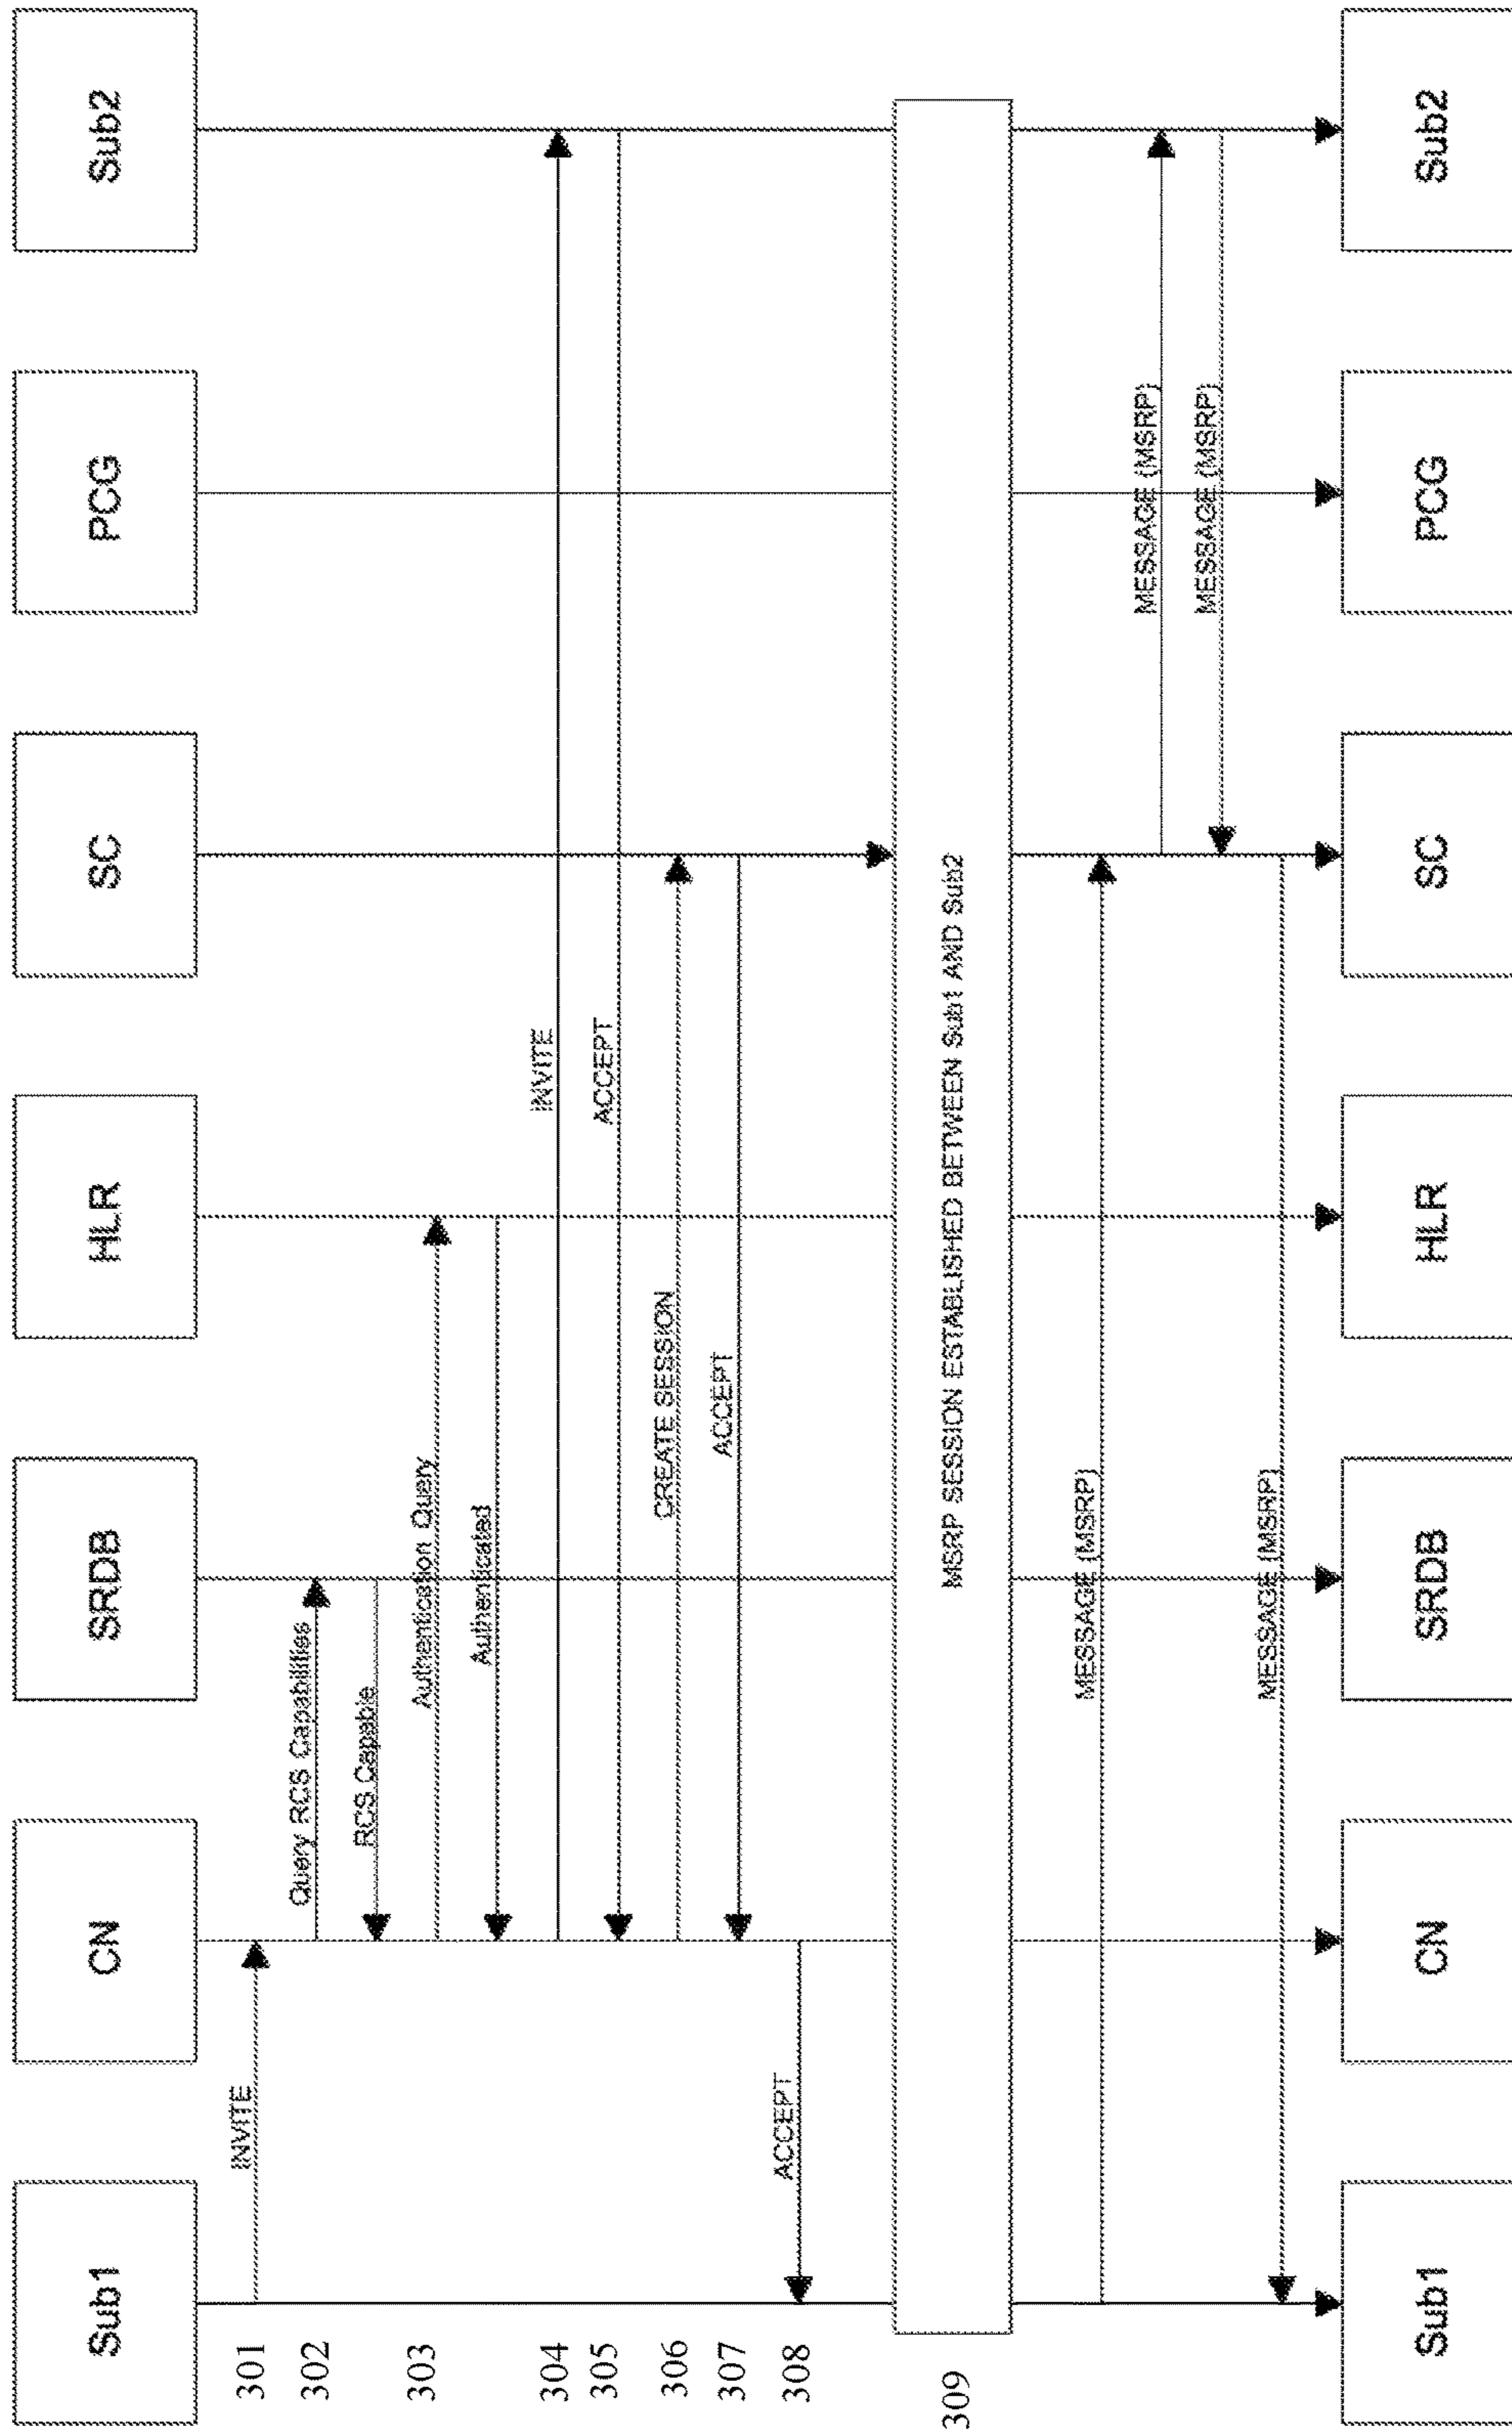 Sub1
CN
SRDB
HLR
SC
PCG
Sub2
301
INVITE
302
Query RCS Capabilities
RCS Capable
303
Authentication Query
Authenticated
304
INVITE
305
ACCEPT
306
CREATE SESSION
307
ACCEPT
308
ACCEPT
309
MSRP SESSION ESTABLISHED BETWEEN Sub1 AND Sub2
MESSAGE (MSRP)
MESSAGE (MSRP)
MESSAGE (MSRP)
MESSAGE (MSRP)
Sub1
CN
SRDB
HLR
SC
PCG
Sub2